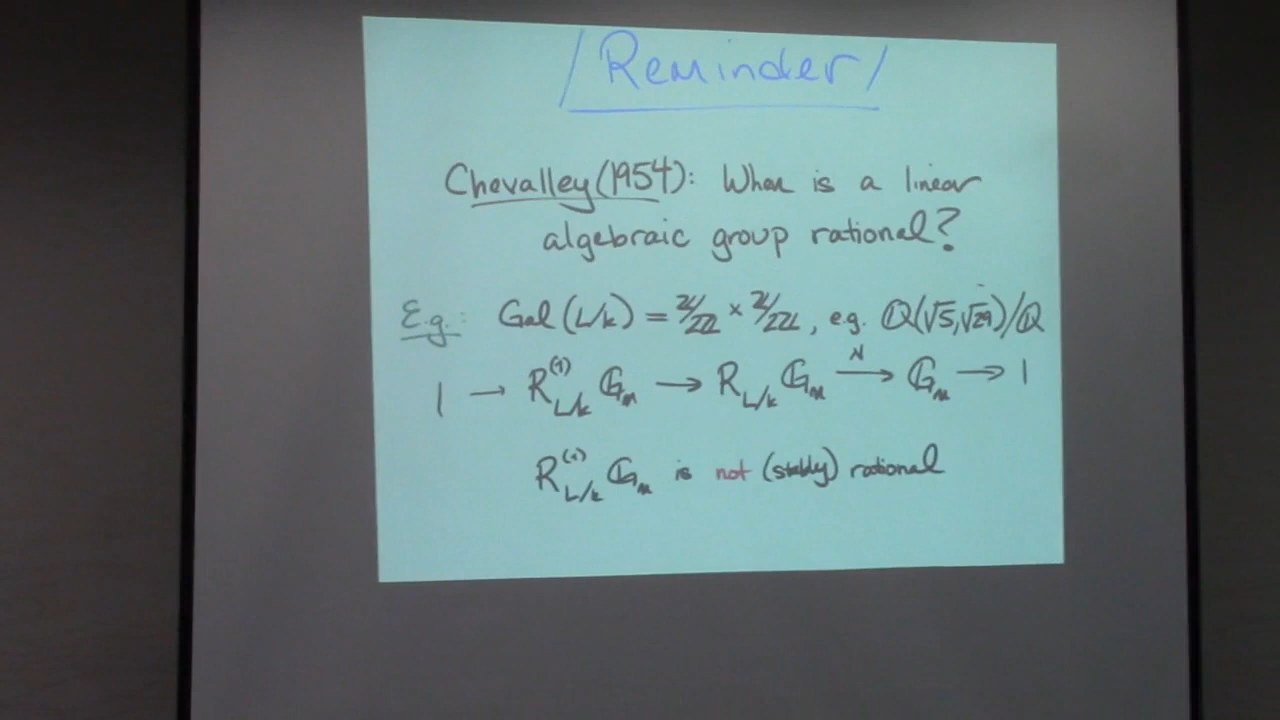 /Reminder/
Chevalley (1954): When is a linear
algebraic group rational?
E.g.: Gal(L/k) = ℤ/2ℤ × ℤ/2ℤ, e.g. ℚ(√5,√29)/ℚ
1 → R^{(1)}_{L/k} 𝔾_m → R_{L/k} 𝔾_m →^N 𝔾_m → 1
R^{(1)}_{L/k} 𝔾_m is not (stably) rational